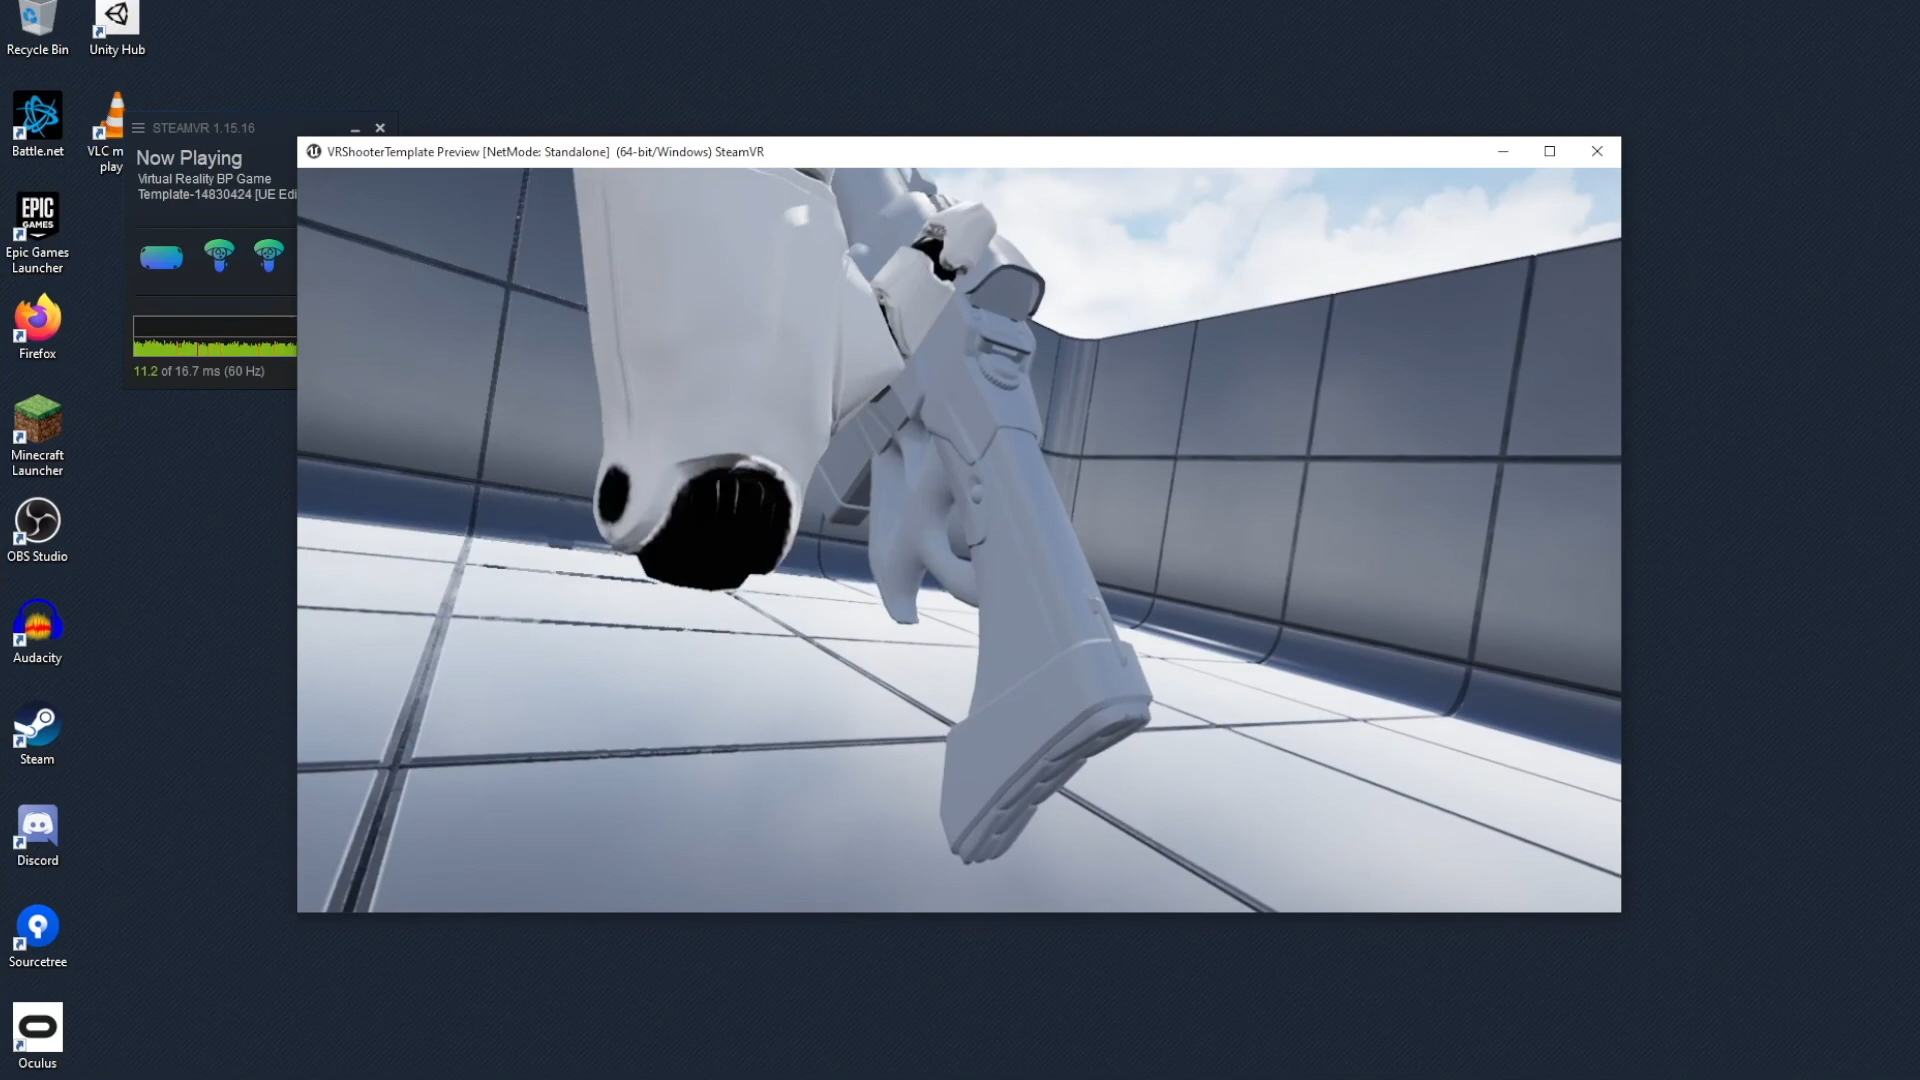 Recycle Bin
Unity Hub
Battle.net
VLC m
play
Epic Games
Launcher
Firefox
Minecraft
Launcher
OBS Studio
Audacity
Steam
Discord
Sourcetree
Oculus
EPIC
GAMES
STEAMVR 1.15.16
Now Playing
Virtual Reality BP Game
Template-14830424 [UE Edi
11.2 of 16.7 ms (60 Hz)
VRShooterTemplate Preview [NetMode: Standalone] (64-bit/Windows) SteamVR